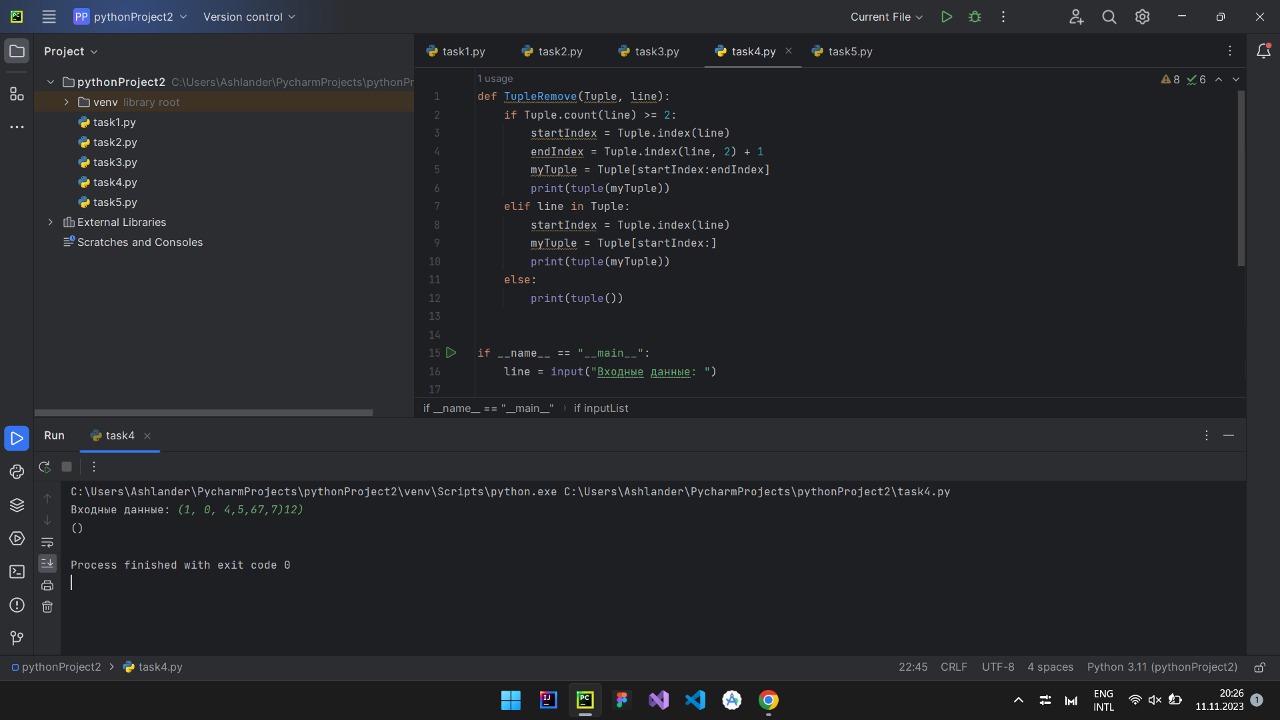 PP pythonProject2
Version control
Current File
Project
task1.py
task2.py
task3.py
task4.py
task5.py
pythonProject2 C:\Users\Ashlander\PycharmProjects\pythonPr
venv library root
task1.py
task2.py
task3.py
task4.py
task5.py
External Libraries
Scratches and Consoles
1 usage
8 6
1 def TupleRemove(Tuple, line):
2 if Tuple.count(line) >= 2:
3 startIndex = Tuple.index(line)
4 endIndex = Tuple.index(line, 2) + 1
5 myTuple = Tuple[startIndex:endIndex]
6 print(tuple(myTuple))
7 elif line in Tuple:
8 startIndex = Tuple.index(line)
9 myTuple = Tuple[startIndex:]
10 print(tuple(myTuple))
11 else:
12 print(tuple())
13
14
15 if __name__ == "__main__":
16 line = input("Входные данные: ")
17
if __name__ == "__main__" › if inputList
Run task4
C:\Users\Ashlander\PycharmProjects\pythonProject2\venv\Scripts\python.exe C:\Users\Ashlander\PycharmProjects\pythonProject2\task4.py
Входные данные: (1, 0, 4,5,67,7)12)
()
Process finished with exit code 0
pythonProject2 > task4.py
22:45 CRLF UTF-8 4 spaces Python 3.11 (pythonProject2)
IJ
PC
ENG
INTL
20:26
11.11.2023
1